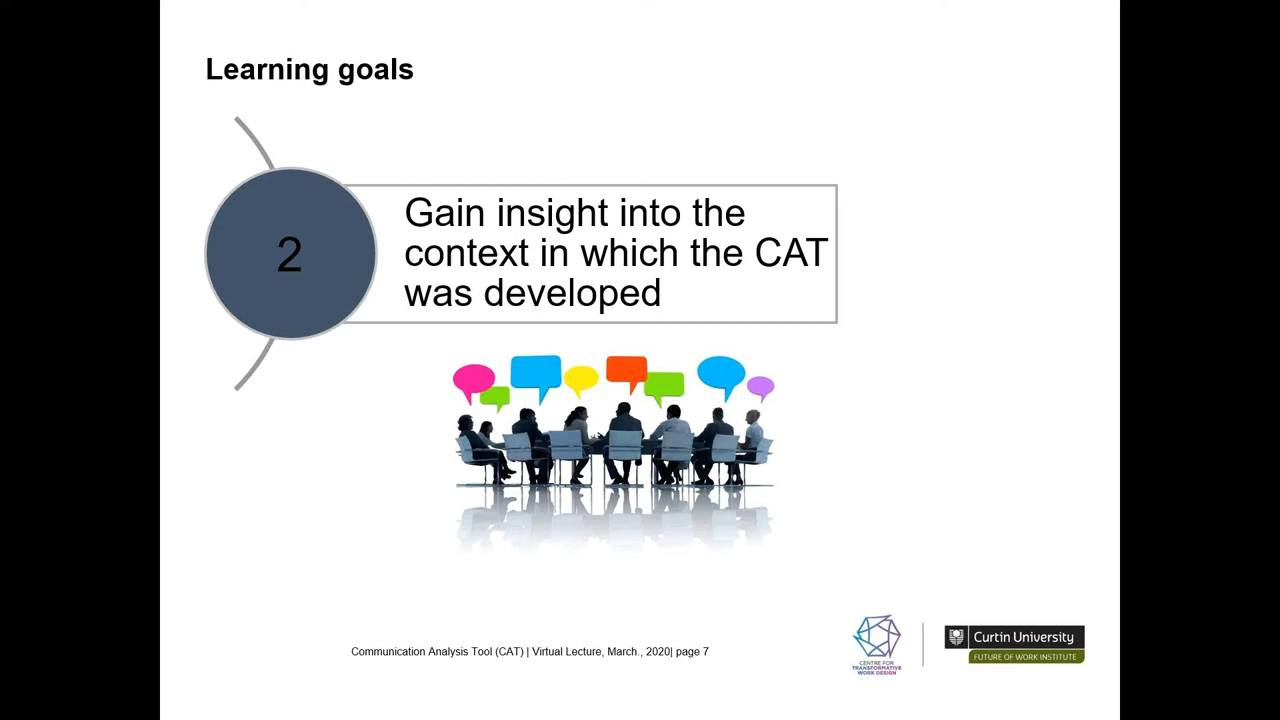 Learning goals
2
Gain insight into the
context in which the CAT
was developed
Communication Analysis Tool (CAT) | Virtual Lecture, March., 2020| page 7
CENTRE FOR
TRANSFORMATIVE
WORK DESIGN
Curtin University
FUTURE OF WORK INSTITUTE